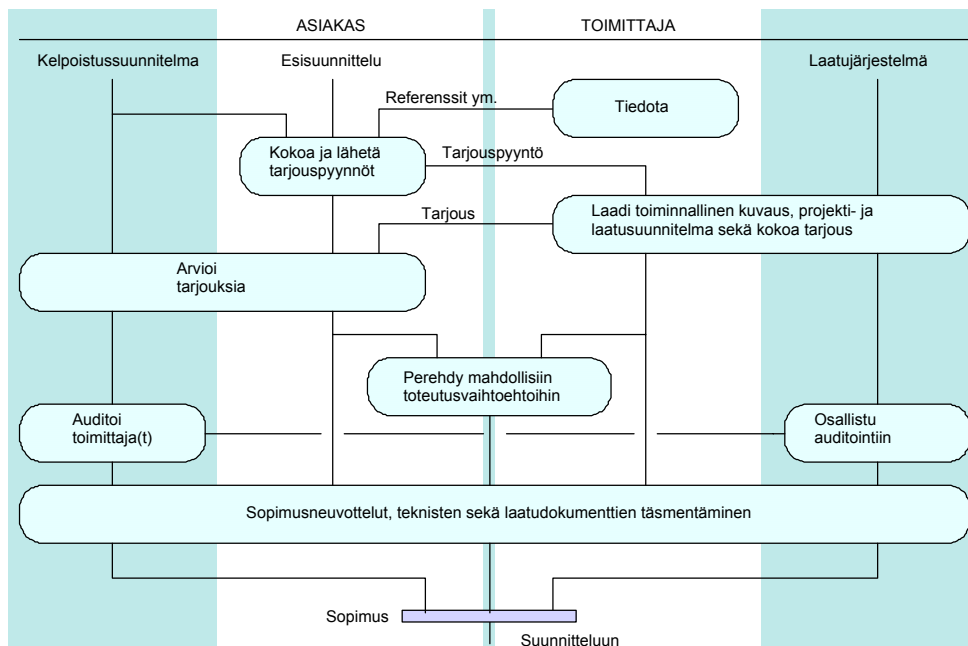 ASIAKAS
TOIMITTAJA
Kelpoistussuunnitelma
Esisuunnittelu
Laatujärjestelmä
Referenssit ym.
Tiedota
Kokoa ja lähetä
tarjouspyynnöt
Tarjouspyyntö
Tarjous
Laadi toiminnallinen kuvaus, projekti- ja
laatusuunnitelma sekä kokoa tarjous
Arvioi
tarjouksia
Perehdy mahdollisiin
toteutusvaihtoehtoihin
Auditoi
toimittaja(t)
Osallistu
auditointiin
Sopimusneuvottelut, teknisten sekä laatudokumenttien täsmentäminen
Sopimus
Suunnitteluun